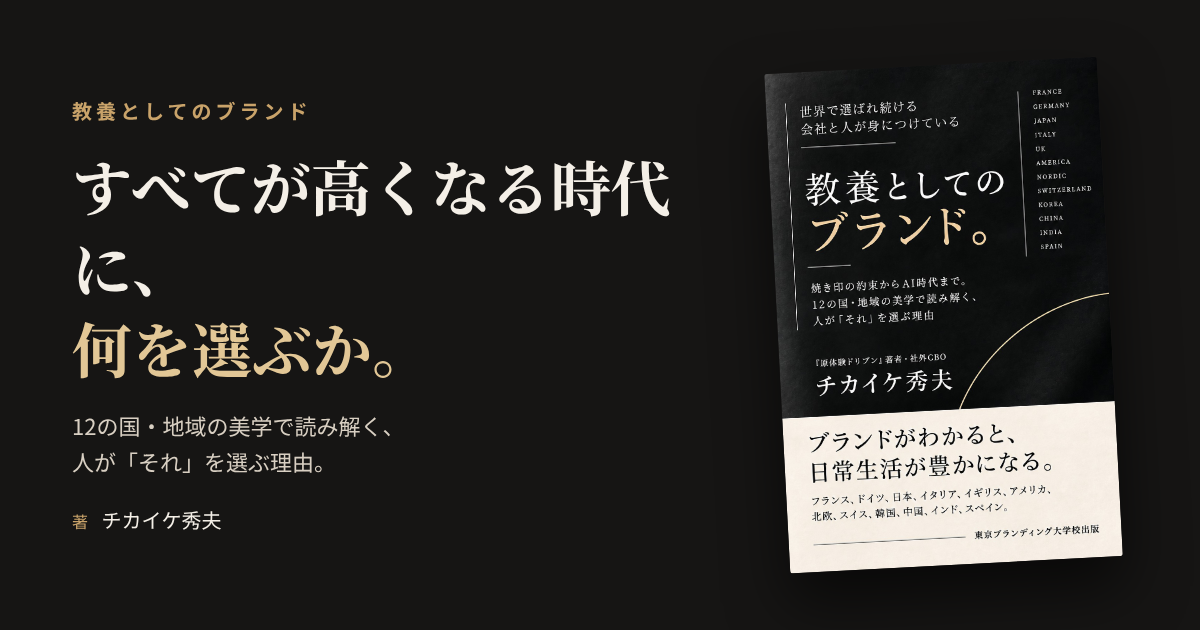 教養としてのブランド
すべてが高くなる時代
に、
何を選ぶか。
12の国・地域の美学で読み解く、
人が「それ」を選ぶ理由。
著 チカイケ秀夫
世界で選ばれ続ける
会社と人が身につけている
教養としての
ブランド。
焼き印の約束からAI時代まで。
12の国・地域の美学で読み解く、
人が「それ」を選ぶ理由
『原体験ドリブン』著者・社外CBO
チカイケ秀夫
FRANCE
GERMANY
JAPAN
ITALY
UK
AMERICA
NORDIC
SWITZERLAND
KOREA
CHINA
INDIA
SPAIN
ブランドがわかると、
日常生活が豊かになる。
フランス、ドイツ、日本、イタリア、イギリス、アメリカ、
北欧、スイス、韓国、中国、インド、スペイン。
東京ブランディング大学校出版